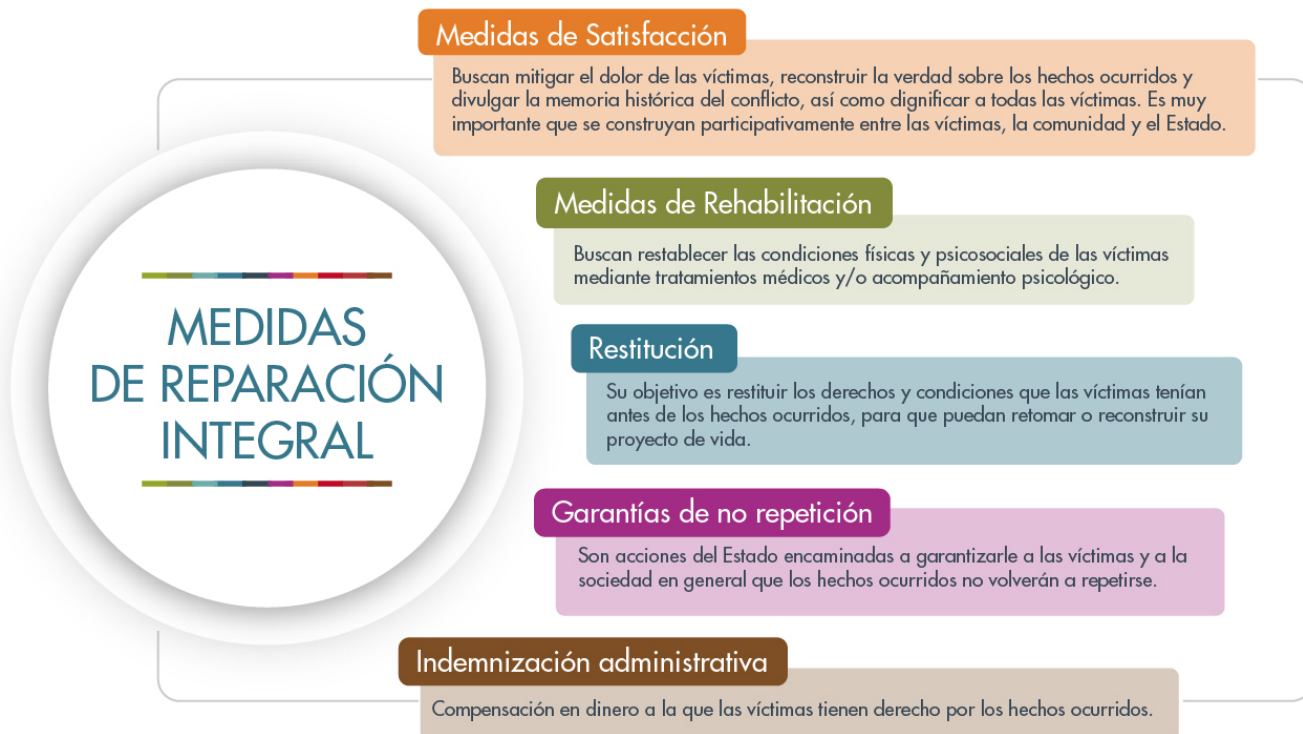 Medidas de Satisfacción
Buscan mitigar el dolor de las víctimas, reconstruir la verdad sobre los hechos ocurridos y
divulgar la memoria histórica del conflicto, así como dignificar a todas las víctimas. Es muy
importante que se construyan participativamente entre las víctimas, la comunidad y el Estado.
Medidas de Rehabilitación
Buscan restablecer las condiciones físicas y psicosociales de las víctimas
mediante tratamientos médicos y/o acompañamiento psicológico.
MEDIDAS
DE REPARACIÓN
INTEGRAL
Restitución
Su objetivo es restituir los derechos y condiciones que las víctimas tenían
antes de los hechos ocurridos, para que puedan retomar o reconstruir su
proyecto de vida.
Garantías de no repetición
Son acciones del Estado encaminadas a garantizarle a las víctimas y a la
sociedad en general que los hechos ocurridos no volverán a repetirse.
Indemnización administrativa
Compensación en dinero a la que las víctimas tienen derecho por los hechos ocurridos.